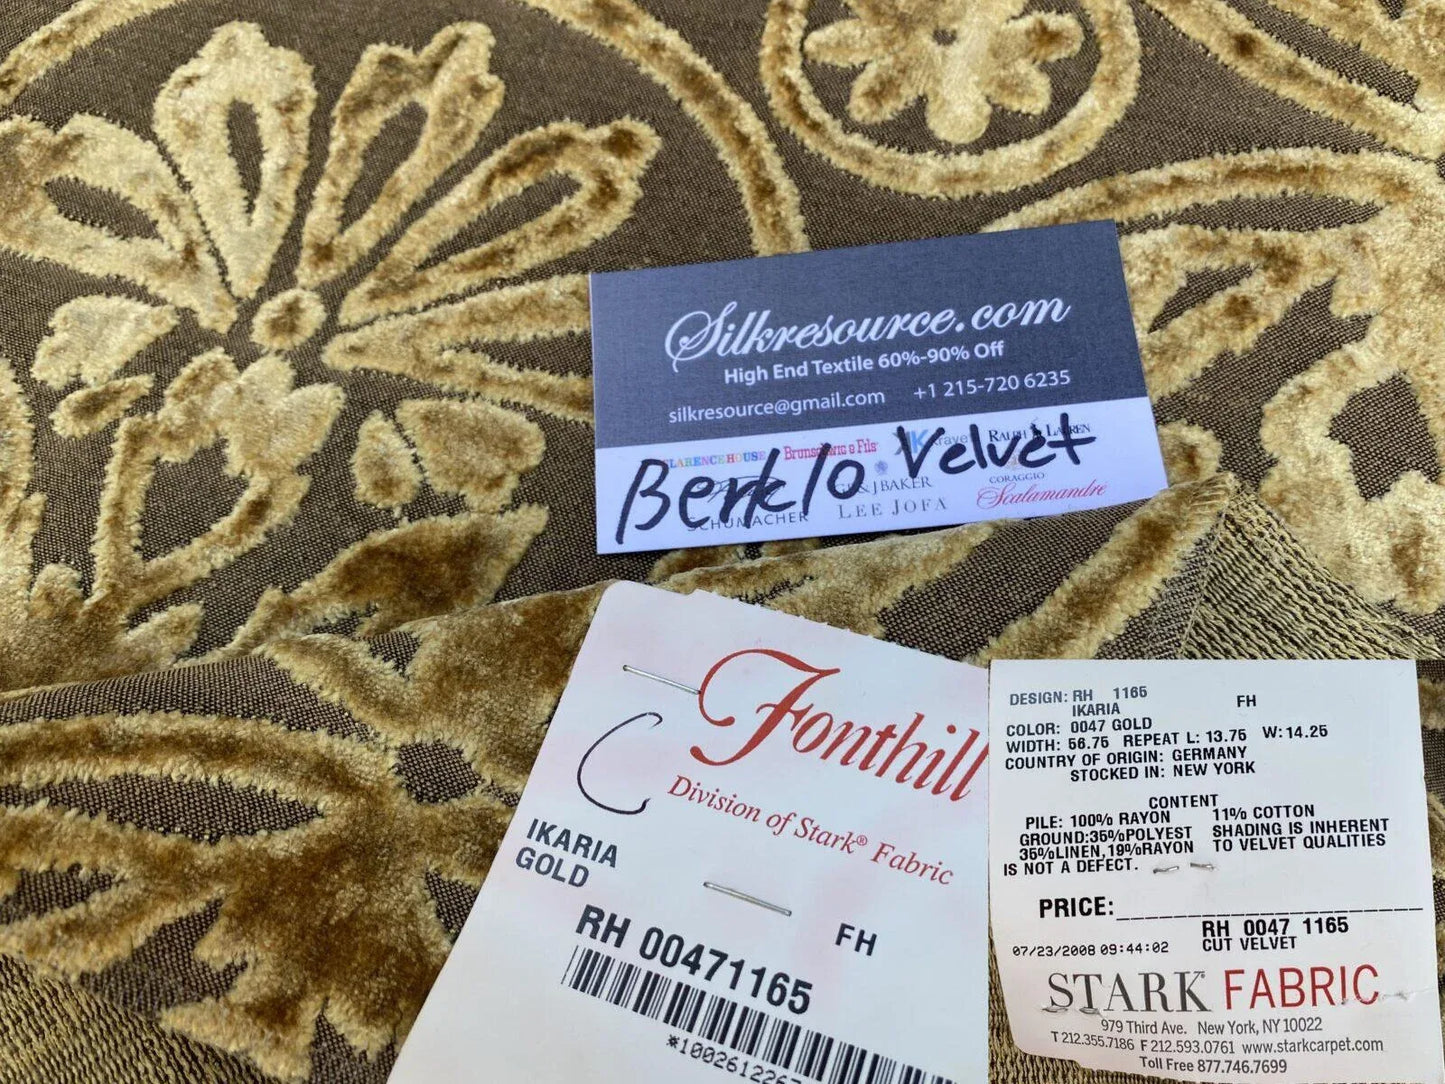 Silkresource.com
High End Textile 60%-90% Off
silkresource@gmail.com +1 215-720 6235
CLARENCE HOUSE Brunschwig & Fils Kravet RALPH LAUREN
Velvet
G P & J BAKER CORAGGIO
SCHUMACHER LEE JOFA Scalamandre
Fonthill
Division of Stark® Fabric
C
IKARIA
GOLD
FH
RH 00471165
DESIGN: RH 1165 FH
IKARIA
COLOR: 0047 GOLD
WIDTH: 56.75 REPEAT L: 13.75 W: 14.25
COUNTRY OF ORIGIN: GERMANY
STOCKED IN: NEW YORK
CONTENT
PILE: 100% RAYON 11% COTTON
GROUND:35%POLYEST SHADING IS INHERENT
35%LINEN,19%RAYON TO VELVET QUALITIES
IS NOT A DEFECT.
PRICE:
RH 0047 1165
07/23/2008 09:44:02 CUT VELVET
STARK® FABRIC
979 Third Ave. New York, NY 10022
T 212.355.7186 F 212.593.0761 www.starkcarpet.com
Toll Free 877.746.7699